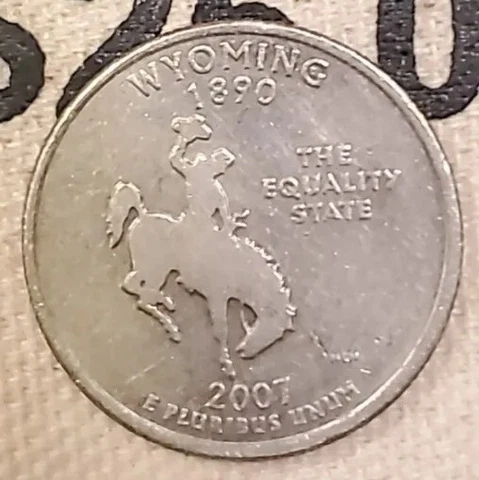 WYOMING
1890
THE
EQUALITY
STATE
2007
E PLURIBUS UNUM